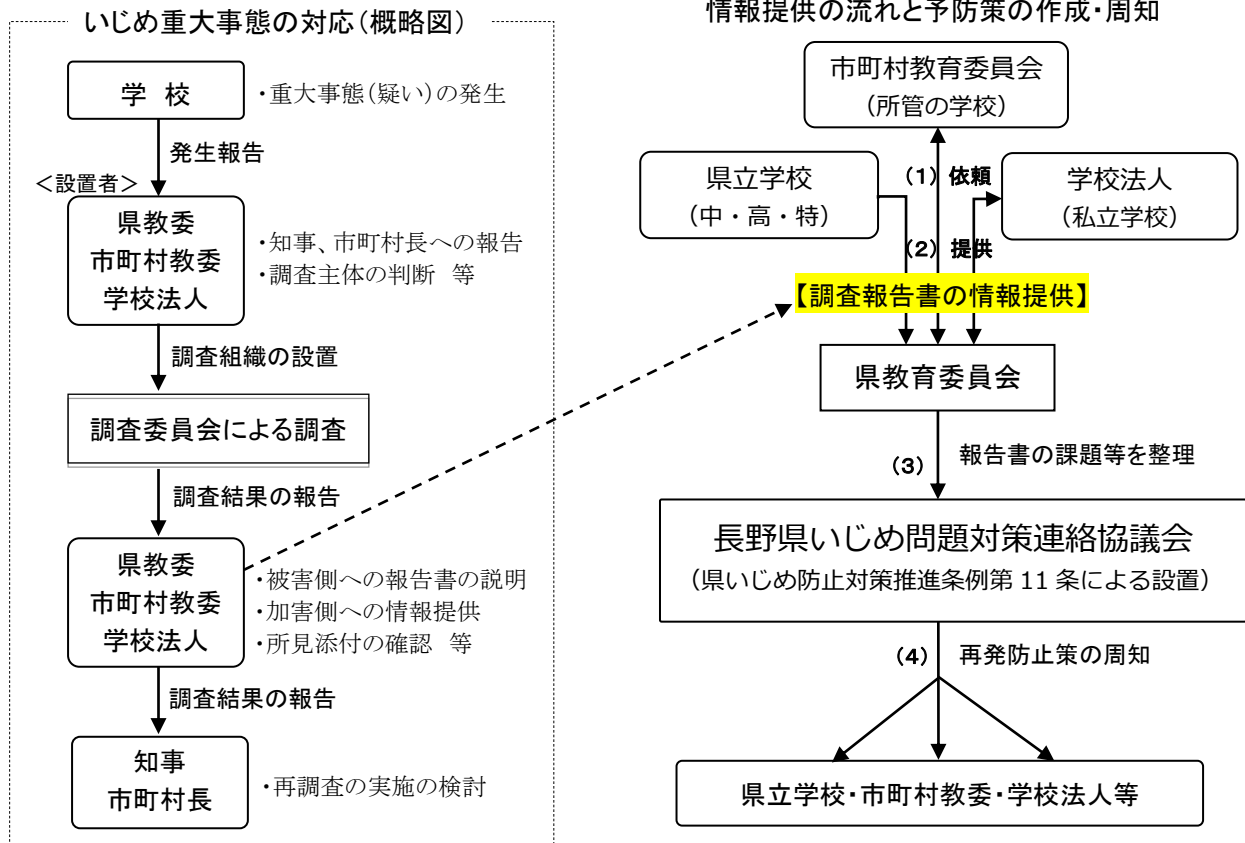 いじめ重大事態の対応(概略図)
学 校
・重大事態(疑い)の発生
発生報告
<設置者>
県教委
市町村教委
学校法人
・知事、市町村長への報告
・調査主体の判断 等
調査組織の設置
調査委員会による調査
調査結果の報告
県教委
市町村教委
学校法人
・被害側への報告書の説明
・加害側への情報提供
・所見添付の確認 等
調査結果の報告
知事
市町村長
・再調査の実施の検討
情報提供の流れと予防策の作成・周知
市町村教育委員会
(所管の学校)
県立学校
(中・高・特)
(1)依頼
学校法人
(私立学校)
(2)提供
【調査報告書の情報提供】
県教育委員会
(3)
報告書の課題等を整理
長野県いじめ問題対策連絡協議会
(県いじめ防止対策推進条例第 11 条による設置)
(4)
再発防止策の周知
県立学校・市町村教委・学校法人等